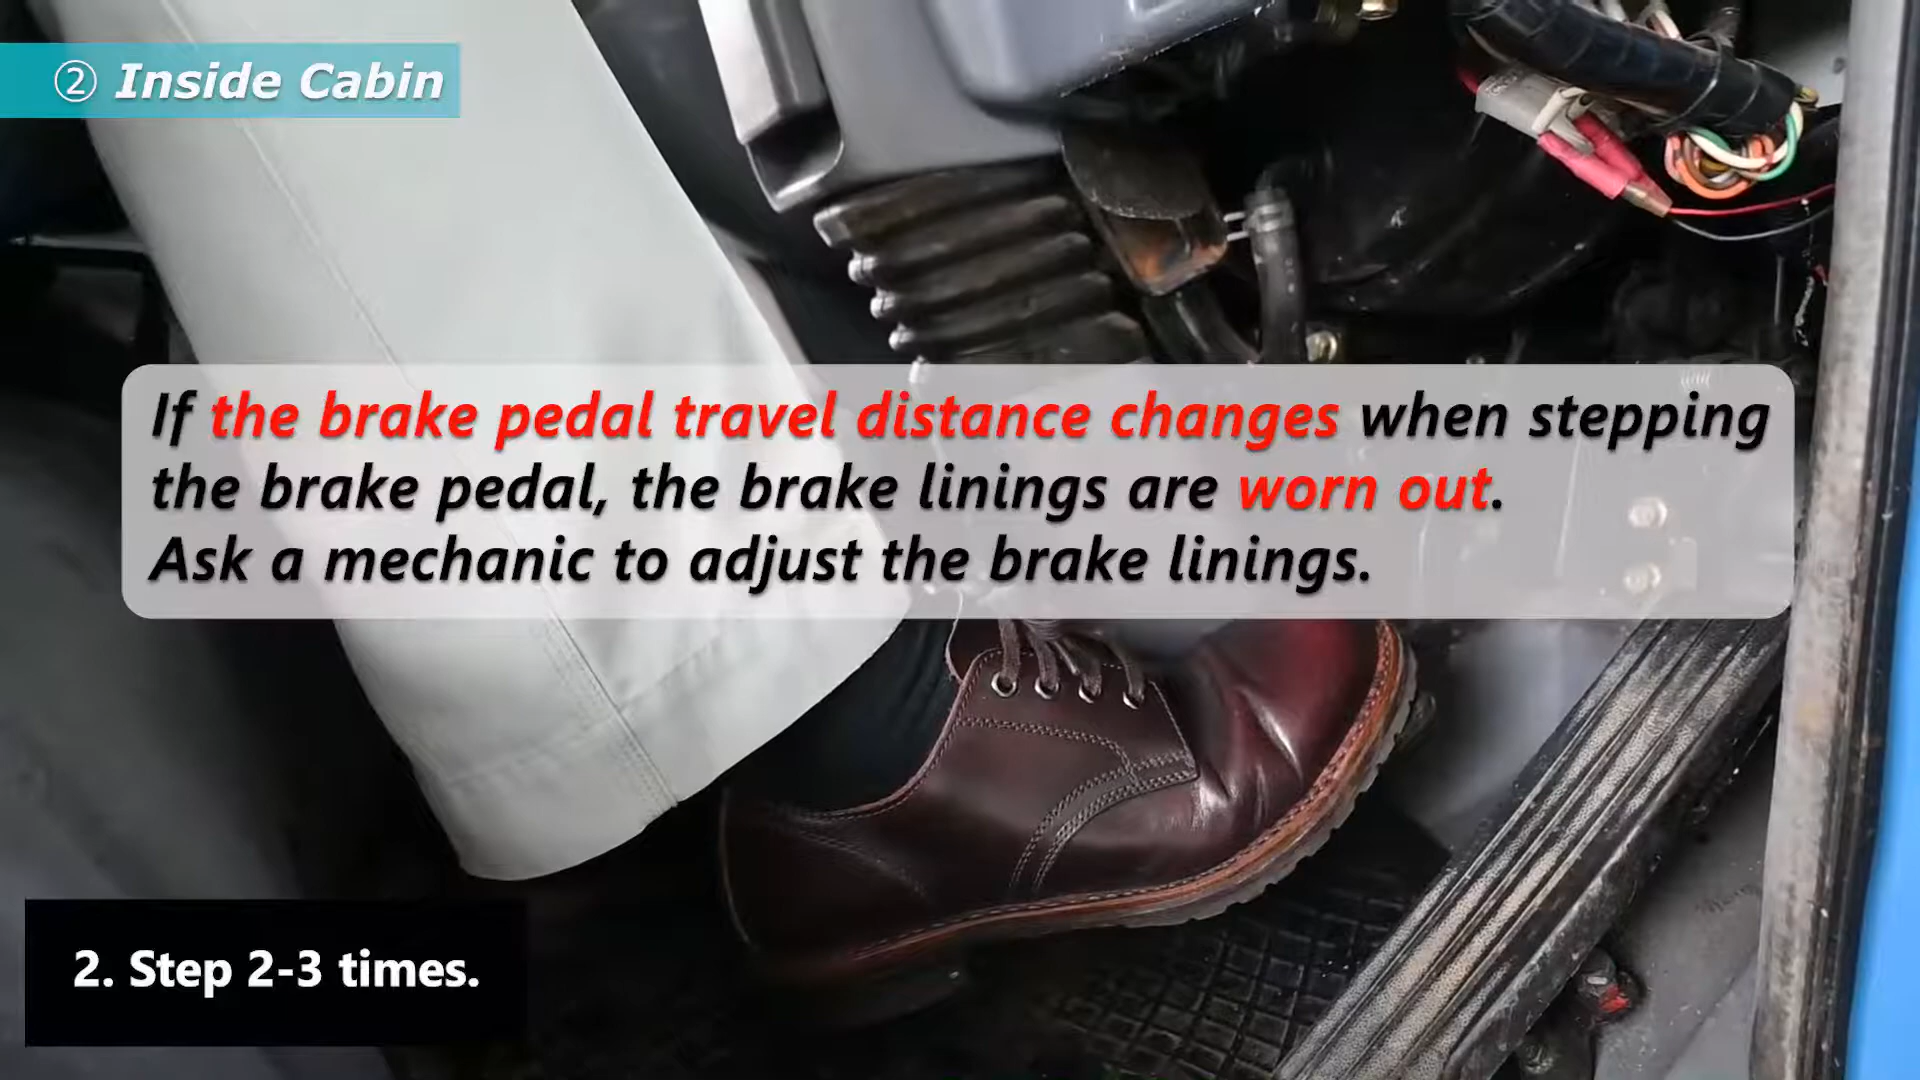 ② Inside Cabin
If the brake pedal travel distance changes when stepping
the brake pedal, the brake linings are worn out.
Ask a mechanic to adjust the brake linings.
2. Step 2-3 times.